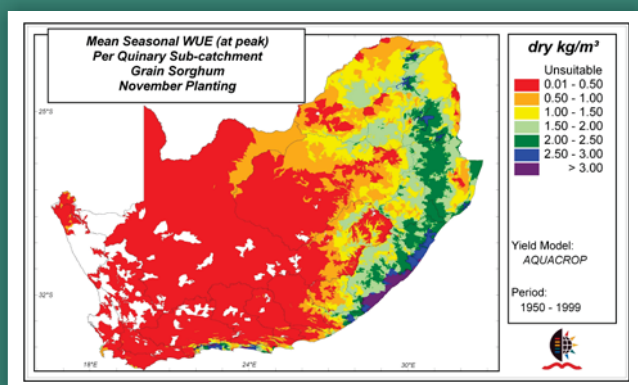 Mean Seasonal WUE (at peak)
Per Quinary Sub-catchment
Grain Sorghum
November Planting
dry kg/m³
Unsuitable
0.01 - 0.50
0.50 - 1.00
1.00 - 1.50
1.50 - 2.00
2.00 - 2.50
2.50 - 3.00
> 3.00
Yield Model:
AQUACROP
Period:
1950 - 1999
32°S
18°E
24°E
30°E